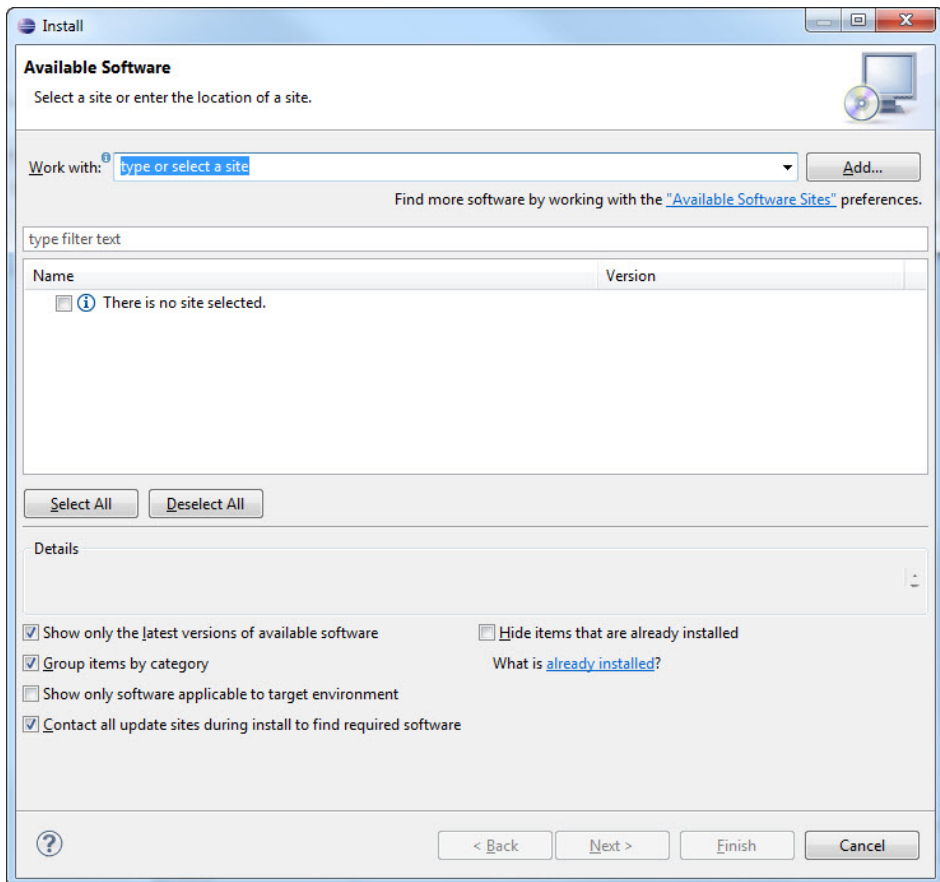 Install
Available Software
Select a site or enter the location of a site.
Work with: type or select a site Add...
Find more software by working with the "Available Software Sites" preferences.
type filter text
Name Version
There is no site selected.
Select All Deselect All
Details
Show only the latest versions of available software Hide items that are already installed
Group items by category What is already installed?
Show only software applicable to target environment
Contact all update sites during install to find required software
? < Back Next > Finish Cancel